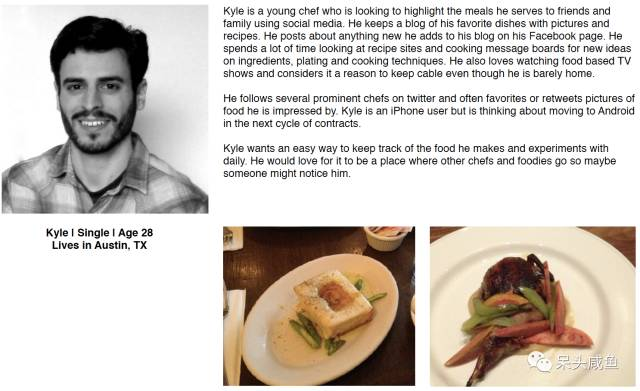 Kyle is a young chef who is looking to highlight the meals he serves to friends and
family using social media. He keeps a blog of his favorite dishes with pictures and
recipes. He posts about anything new he adds to his blog on his Facebook page. He
spends a lot of time looking at recipe sites and cooking message boards for new ideas
on ingredients, plating and cooking techniques. He also loves watching food based TV
shows and considers it a reason to keep cable even though he is barely home.
He follows several prominent chefs on twitter and often favorites or retweets pictures of
food he is impressed by. Kyle is an iPhone user but is thinking about moving to Android
in the next cycle of contracts.
Kyle wants an easy way to keep track of the food he makes and experiments with
daily. He would love for it to be a place where other chefs and foodies go so maybe
someone might notice him.
Kyle | Single | Age 28
Lives in Austin, TX
呆头咸鱼